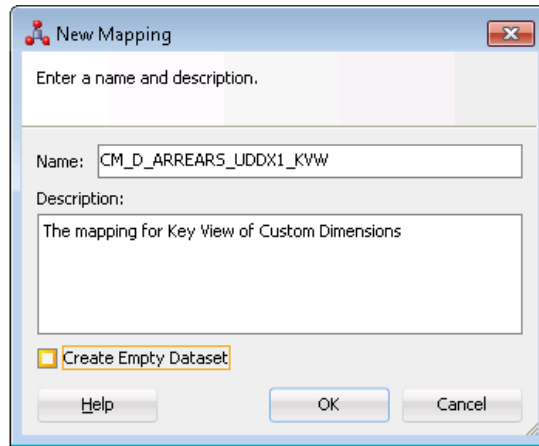 New Mapping
Enter a name and description.
Name: CM_D_ARREARS_UDDX1_KVW
Description:
The mapping for Key View of Custom Dimensions
Create Empty Dataset
Help OK Cancel